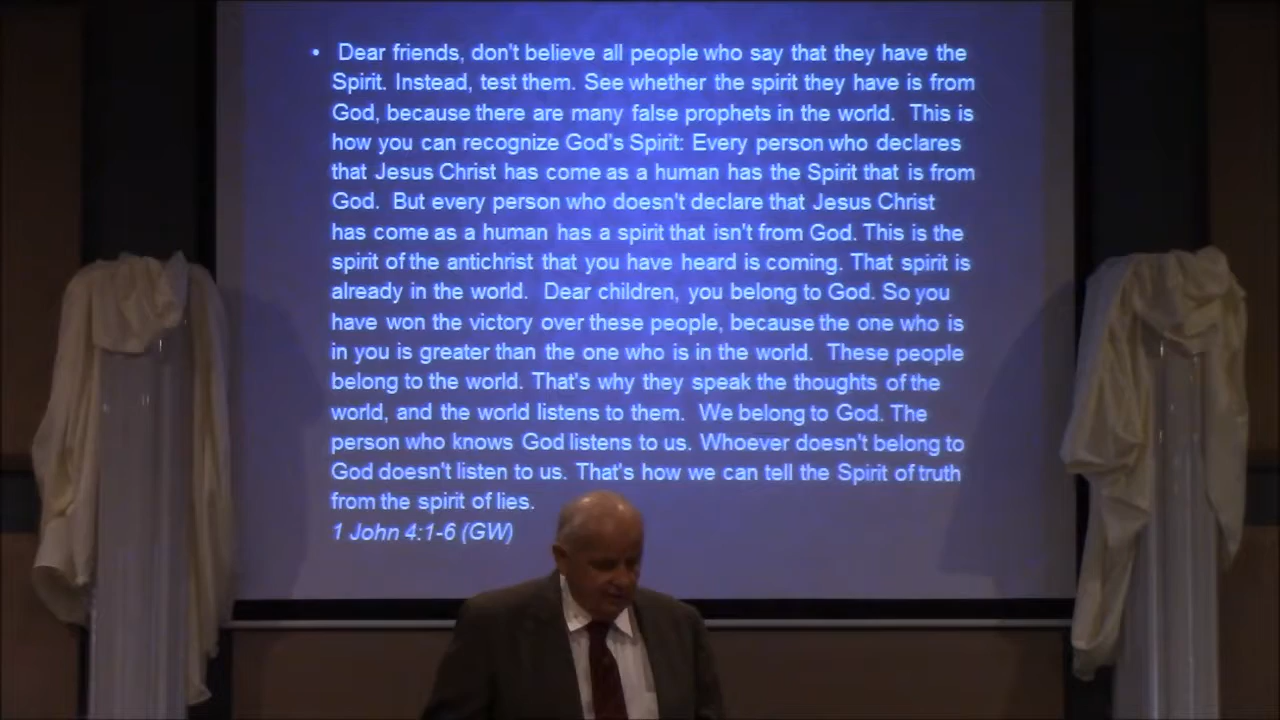 • Dear friends, don't believe all people who say that they have the
Spirit. Instead, test them. See whether the spirit they have is from
God, because there are many false prophets in the world. This is
how you can recognize God's Spirit: Every person who declares
that Jesus Christ has come as a human has the Spirit that is from
God. But every person who doesn't declare that Jesus Christ
has come as a human has a spirit that isn't from God. This is the
spirit of the antichrist that you have heard is coming. That spirit is
already in the world. Dear children, you belong to God. So you
have won the victory over these people, because the one who is
in you is greater than the one who is in the world. These people
belong to the world. That's why they speak the thoughts of the
world, and the world listens to them. We belong to God. The
person who knows God listens to us. Whoever doesn't belong to
God doesn't listen to us. That's how we can tell the Spirit of truth
from the spirit of lies.
1 John 4:1-6 (GW)